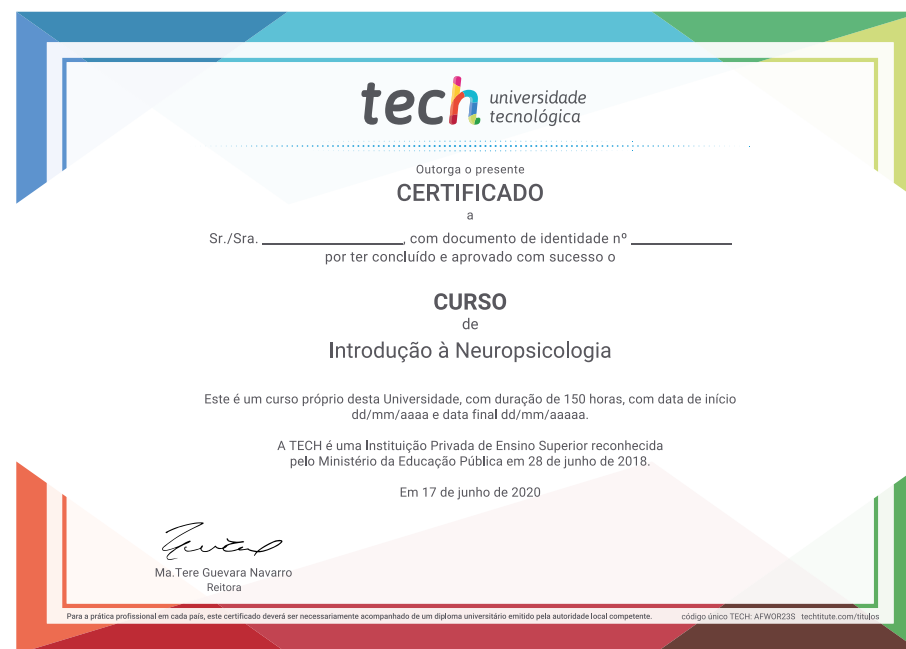 tech universidade
tecnológica
Outorga o presente
CERTIFICADO
a
Sr./Sra. ________________, com documento de identidade nº ____________
por ter concluído e aprovado com sucesso o
CURSO
de
Introdução à Neuropsicologia
Este é um curso próprio desta Universidade, com duração de 150 horas, com data de início
dd/mm/aaaa e data final dd/mm/aaaaa.
A TECH é uma Instituição Privada de Ensino Superior reconhecida
pelo Ministério da Educação Pública em 28 de junho de 2018.
Em 17 de junho de 2020
Ma.Tere Guevara Navarro
Reitora
Para a prática profissional em cada país, este certificado deverá ser necessariamente acompanhado de um diploma universitário emitido pela autoridade local competente. código único TECH: AFWOR23S techtitute.com/titulos